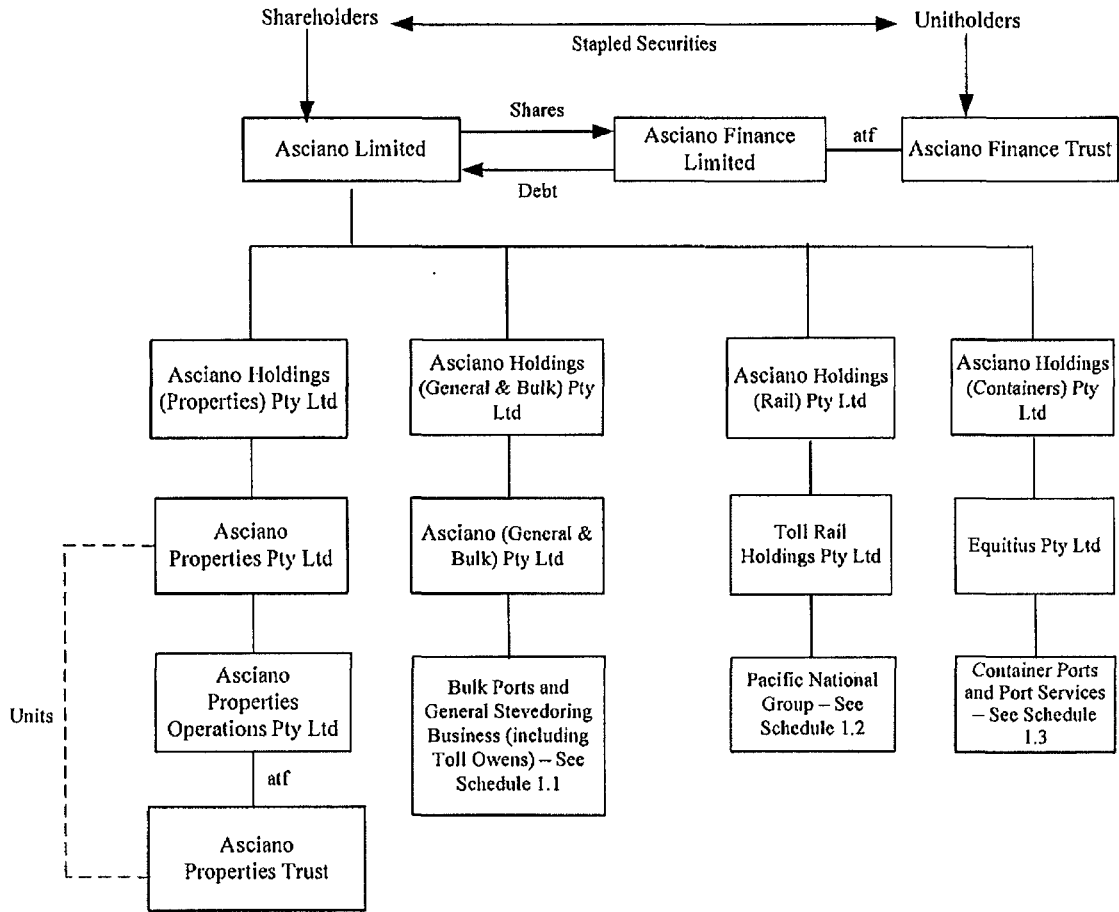 Shareholders
Unitholders
Stapled Securities
Shares
Asciano Limited
Asciano Finance
Limited
atf
Asciano Finance Trust
Debt
Asciano Holdings
(Properties) Pty Ltd
Asciano Holdings
(General & Bulk) Pty
Ltd
Asciano Holdings
(Rail) Pty Ltd
Asciano Holdings
(Containers) Pty
Ltd
Asciano
Properties Pty Ltd
Asciano (General &
Bulk) Pty Ltd
Toll Rail
Holdings Pty Ltd
Equitius Pty Ltd
Units
Asciano
Properties
Operations Pty Ltd
Bulk Ports and
General Stevedoring
Business (including
Toll Owens) – See
Schedule 1.1
Pacific National
Group – See
Schedule 1.2
Container Ports
and Port Services
– See Schedule
1.3
atf
Asciano
Properties Trust